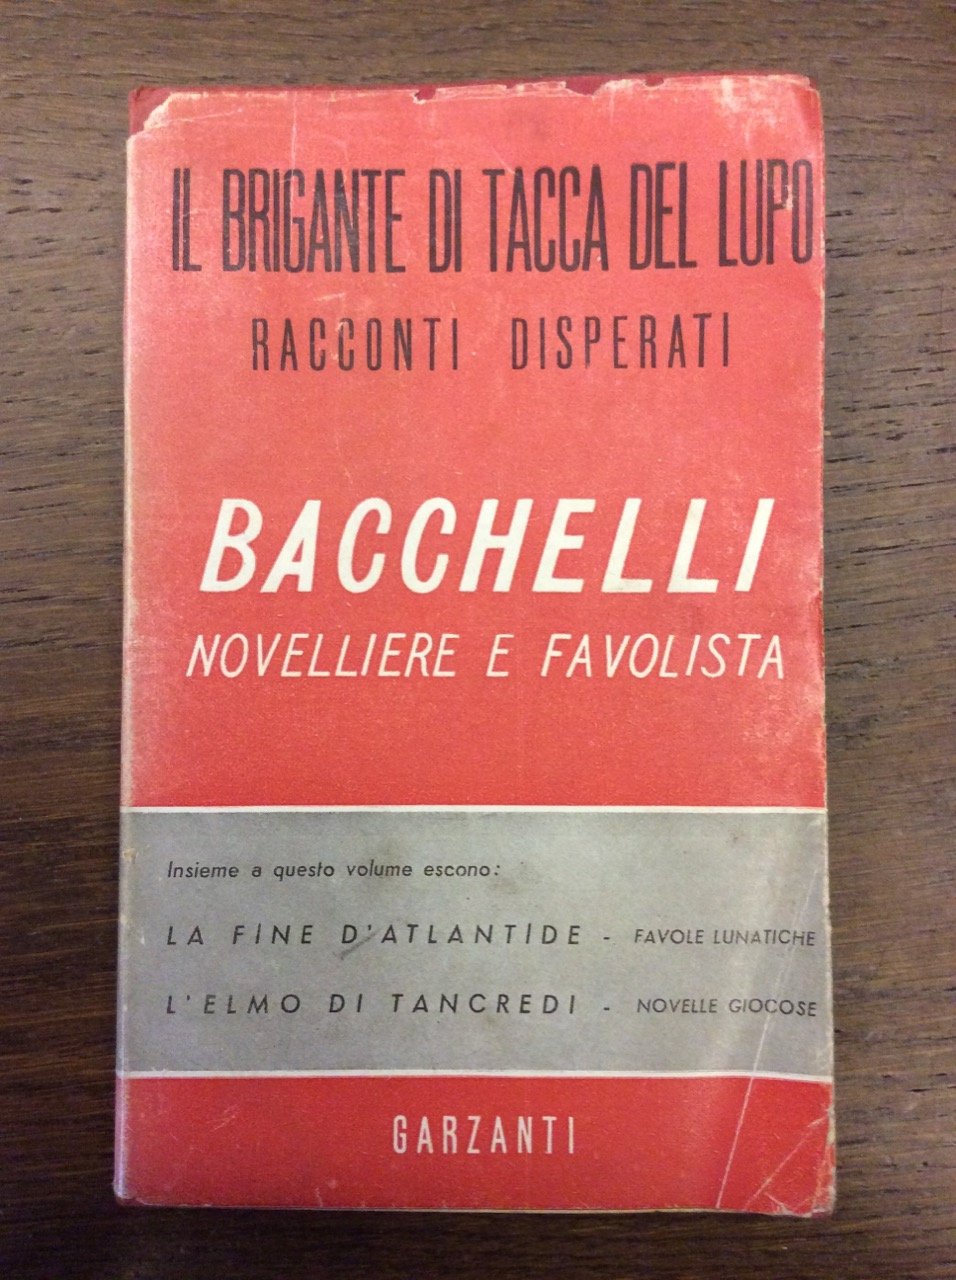 IL BRIGANTE DI TACCA DEL LUPO
RACCONTI DISPERATI
BACCHELLI
NOVELLIERE E FAVOLISTA
Insieme a questo volume escono:
LA FINE D'ATLANTIDE - FAVOLE LUNATICHE
L'ELMO DI TANCREDI - NOVELLE GIOCOSE
GARZANTI